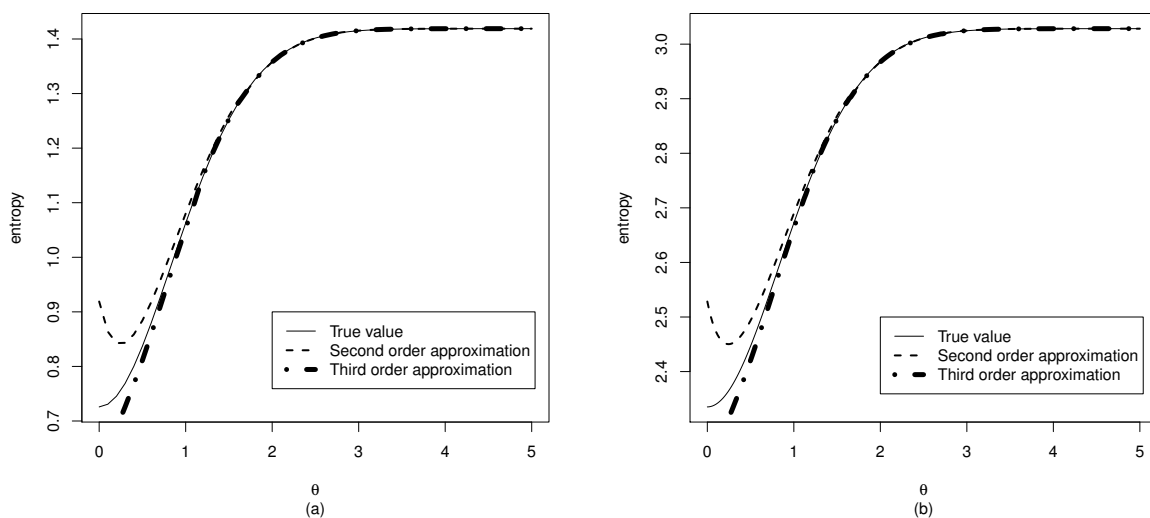 1.4
1.3
1.2
1.1
1.0
0.9
0.8
0.7
entropy
True value
Second order approximation
Third order approximation
0 1 2 3 4 5
θ
(a)
3.0
2.9
2.8
2.7
2.6
2.5
2.4
entropy
True value
Second order approximation
Third order approximation
0 1 2 3 4 5
θ
(b)